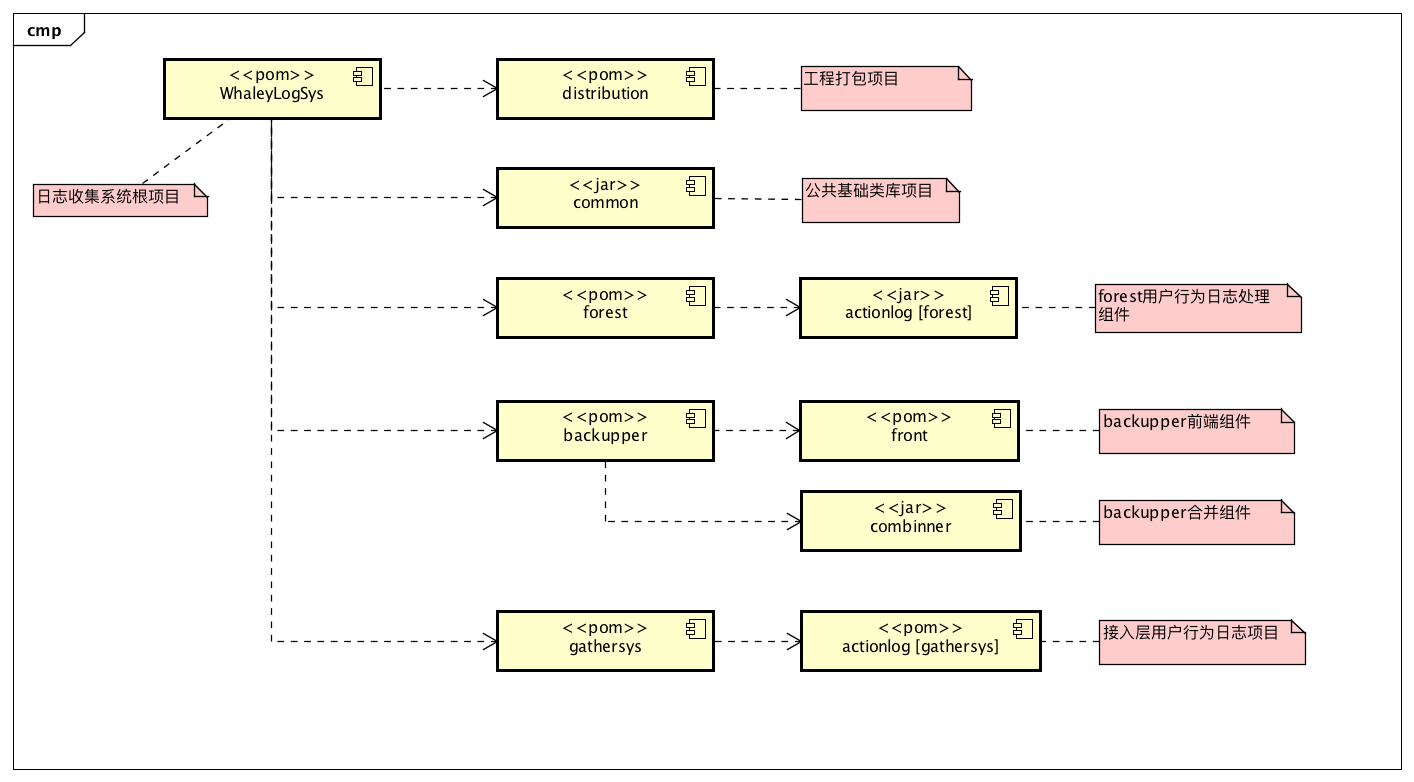 cmp
<<pom>>
WhaleyLogSys
<<pom>>
distribution
工程打包项目
日志收集系统根项目
<<jar>>
common
公共基础类库项目
<<pom>>
forest
<<jar>>
actionlog [forest]
forest用户行为日志处理
组件
<<pom>>
backupper
<<pom>>
front
backupper前端组件
<<jar>>
combinner
backupper合并组件
<<pom>>
gathersys
<<pom>>
actionlog [gathersys]
接入层用户行为日志项目